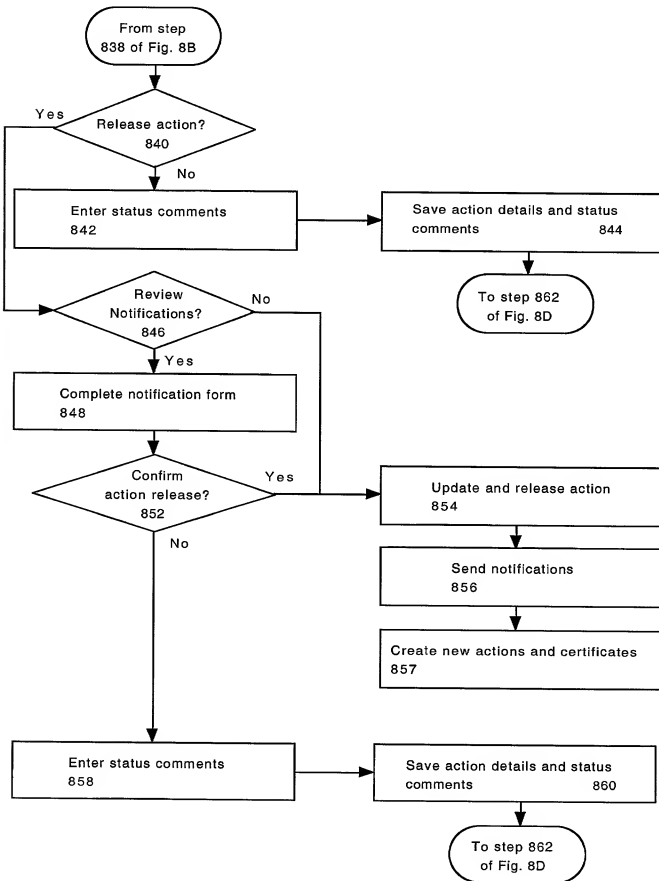 From step
838 of Fig. 8B
Yes
Release action?
840
No
Enter status comments
842
Save action details and status
comments 844
To step 862
of Fig. 8D
Review
Notifications?
846
No
Yes
Complete notification form
848
Confirm
action release?
852
Yes
No
Update and release action
854
Send notifications
856
Create new actions and certificates
857
Enter status comments
858
Save action details and status
comments 860
To step 862
of Fig. 8D